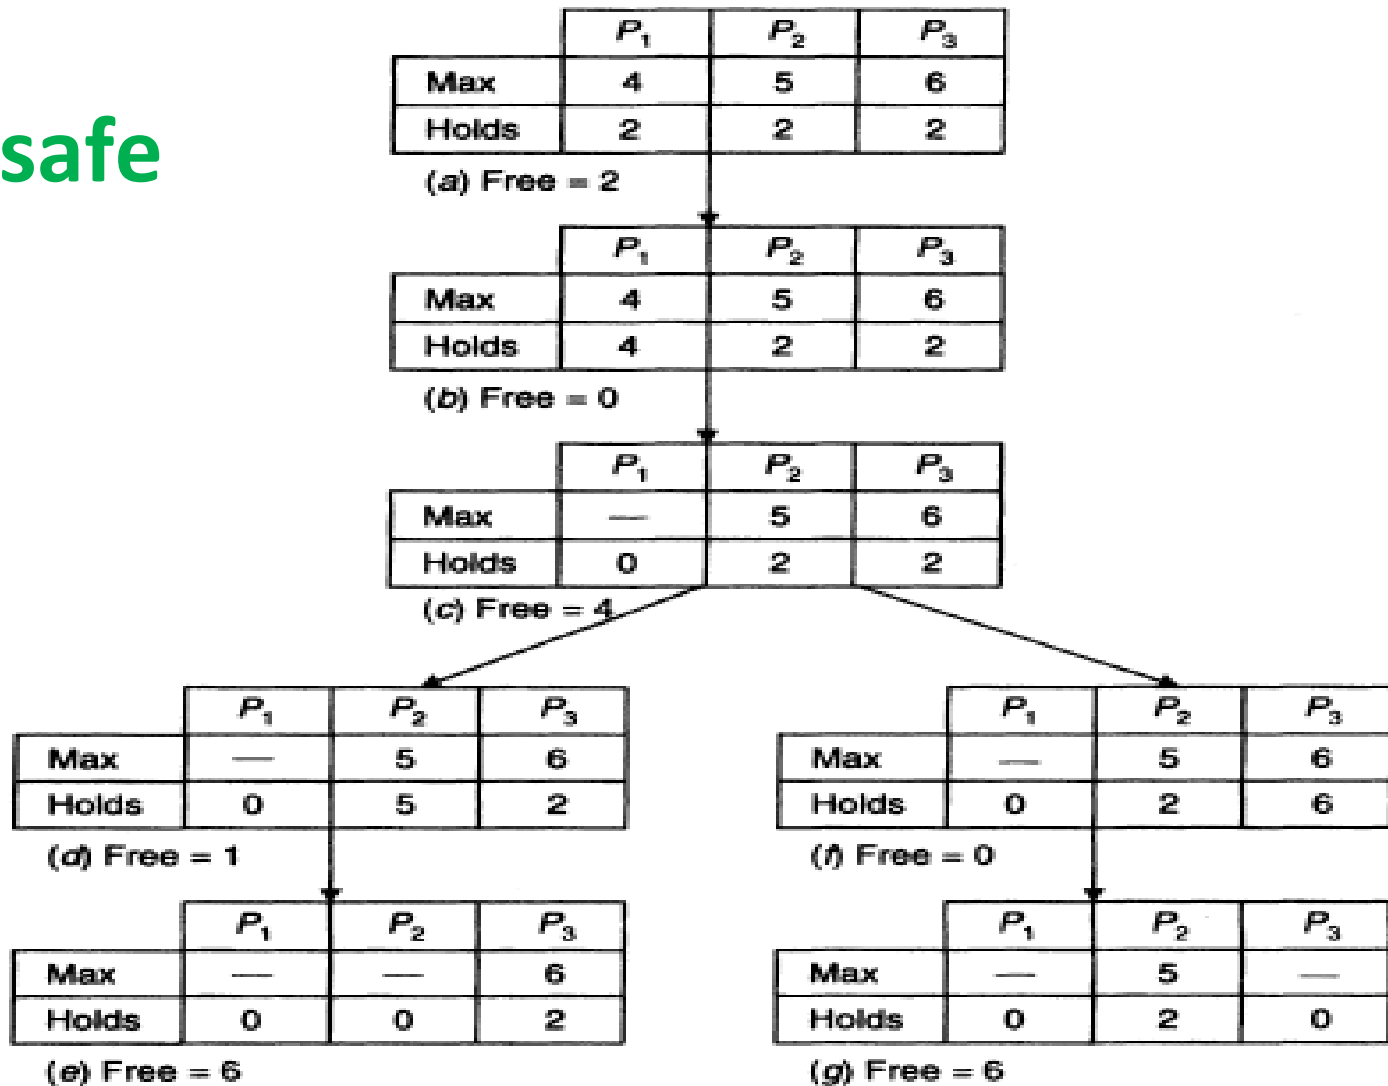 safe
P₁ P₂ P₃
Max 4 5 6
Holds 2 2 2
(a) Free = 2
P₁ P₂ P₃
Max 4 5 6
Holds 4 2 2
(b) Free = 0
P₁ P₂ P₃
Max — 5 6
Holds 0 2 2
(c) Free = 4
P₁ P₂ P₃
Max — 5 6
Holds 0 5 2
(d) Free = 1
P₁ P₂ P₃
Max — — 6
Holds 0 0 2
(e) Free = 6
P₁ P₂ P₃
Max — 5 6
Holds 0 2 6
(f) Free = 0
P₁ P₂ P₃
Max — 5 —
Holds 0 2 0
(g) Free = 6